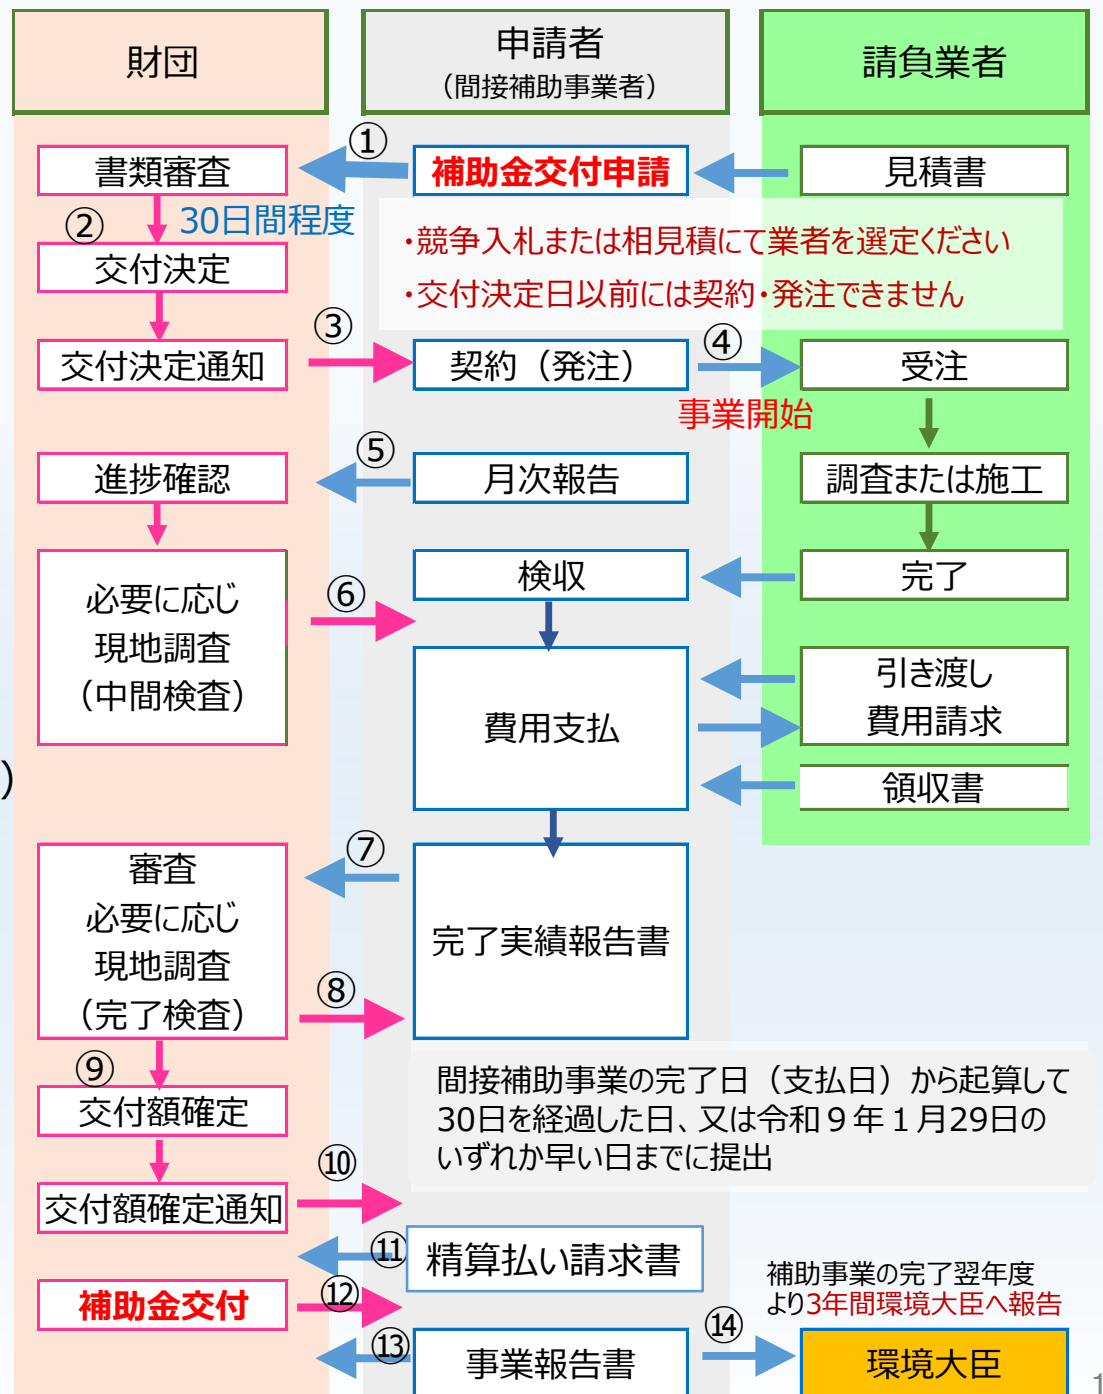 財団
申請者
（間接補助事業者）
請負業者
①
書類審査
補助金交付申請
見積書
②
30日間程度
・競争入札または相見積にて業者を選定ください
交付決定
・交付決定日以前には契約・発注できません
③
④
交付決定通知
契約（発注）
受注
事業開始
⑤
進捗確認
月次報告
調査または施工
検収
完了
必要に応じ
現地調査
（中間検査）
⑥
引き渡し
費用請求
費用支払
）
領収書
⑦
審査
必要に応じ
現地調査
（完了検査）
完了実績報告書
⑧
⑨
交付額確定
間接補助事業の完了日（支払日）から起算して
30日を経過した日、又は令和９年１月29日の
いずれか早い日までに提出
⑩
交付額確定通知
⑪
精算払い請求書
補助金交付
⑫
補助事業の完了翌年度
より3年間環境大臣へ報告
⑬
事業報告書
⑭
環境大臣
1